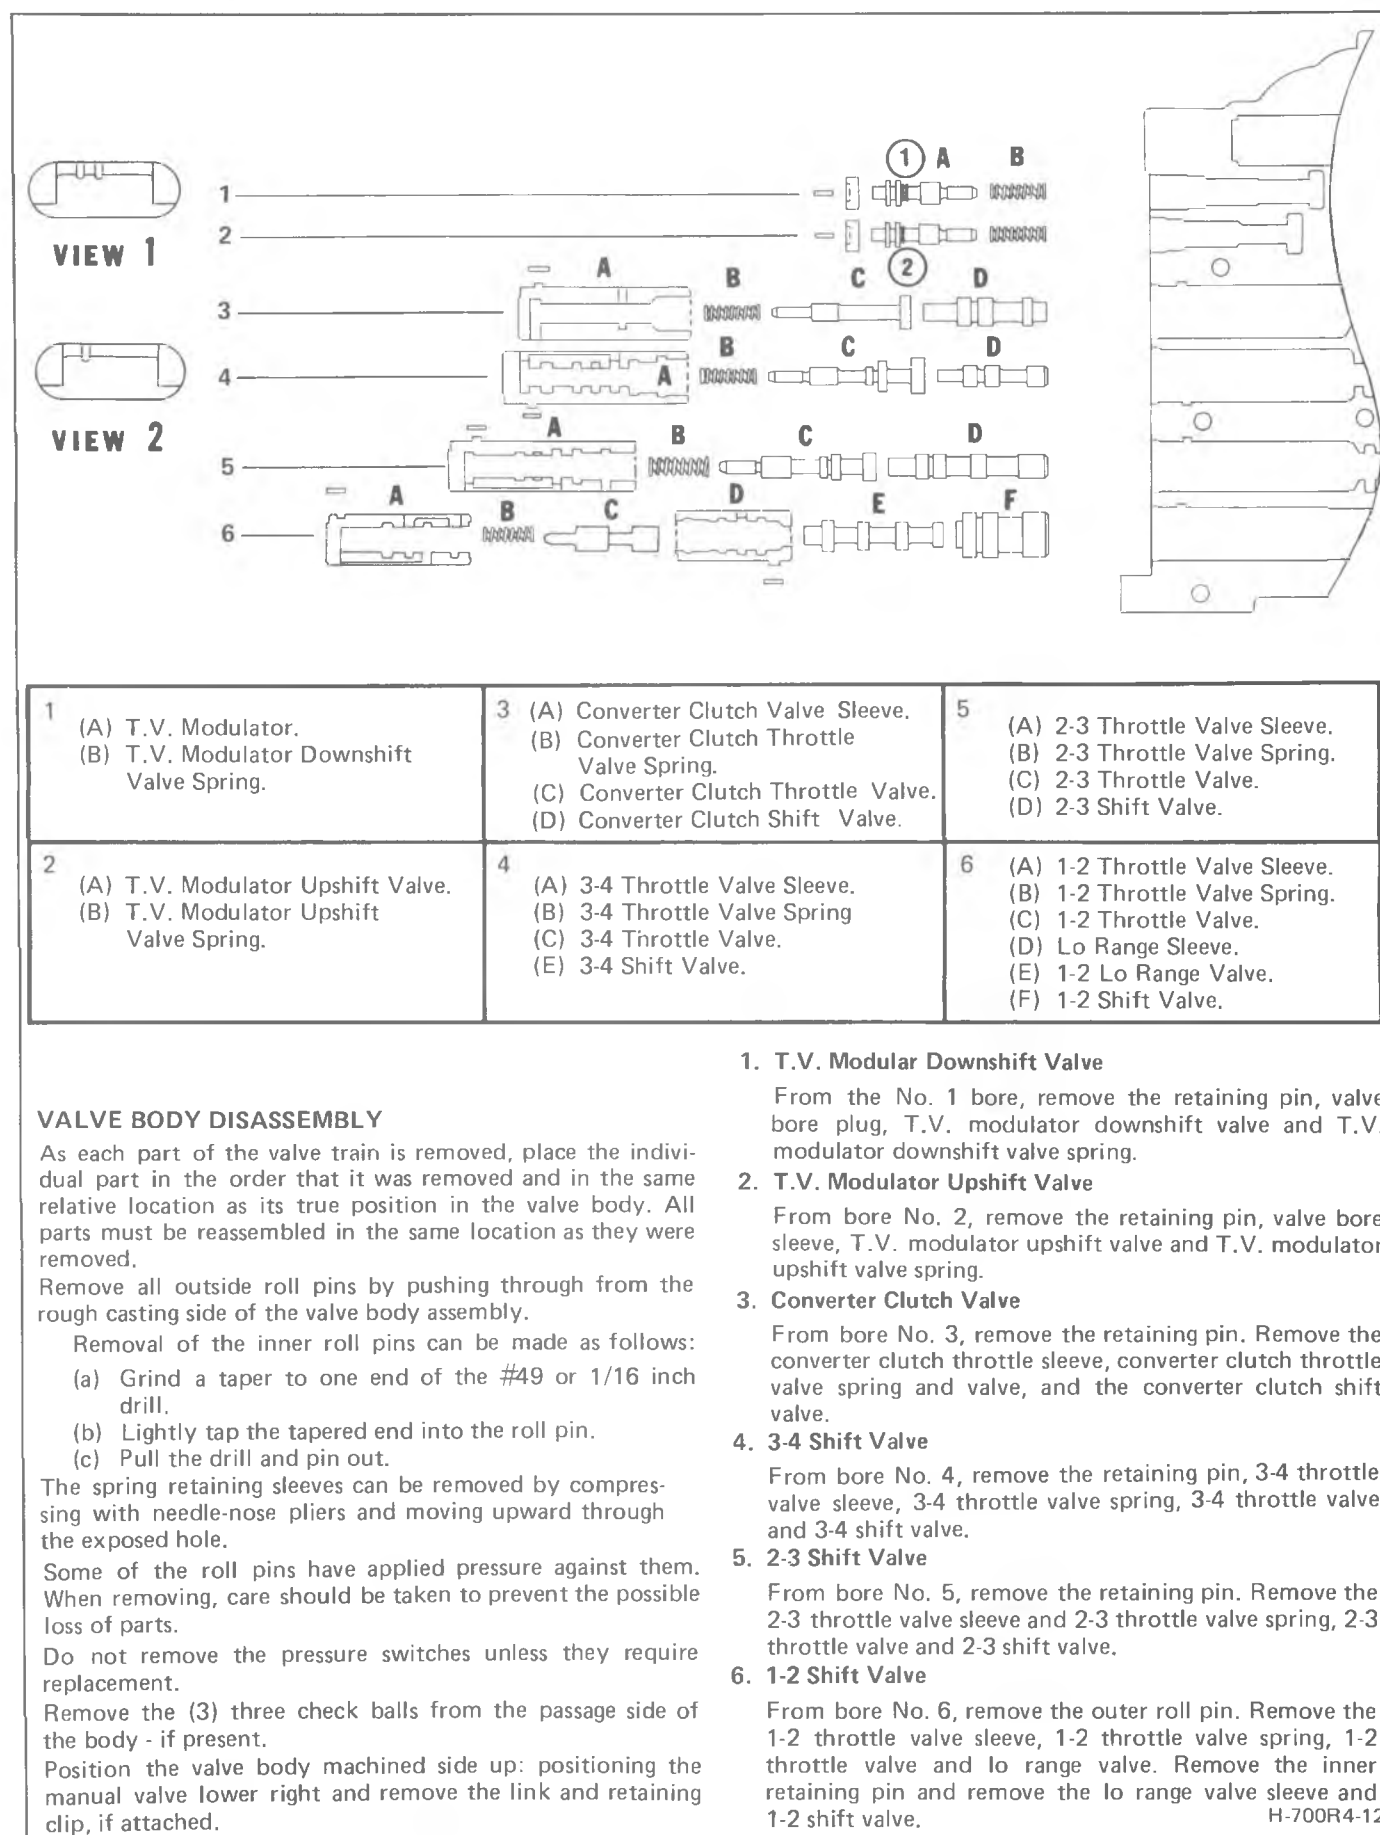 1 A B
VIEW 1
1
2
2
A B C D
3
B C D
4 A
VIEW 2
A B C D
5
A B C D E F
6
1
(A) T.V. Modulator.
(B) T.V. Modulator Downshift
Valve Spring.
3 (A) Converter Clutch Valve Sleeve.
(B) Converter Clutch Throttle
Valve Spring.
(C) Converter Clutch Throttle Valve.
(D) Converter Clutch Shift Valve.
5
(A) 2-3 Throttle Valve Sleeve.
(B) 2-3 Throttle Valve Spring.
(C) 2-3 Throttle Valve.
(D) 2-3 Shift Valve.
2
(A) T.V. Modulator Upshift Valve.
(B) T.V. Modulator Upshift
Valve Spring.
4
(A) 3-4 Throttle Valve Sleeve.
(B) 3-4 Throttle Valve Spring
(C) 3-4 Throttle Valve.
(E) 3-4 Shift Valve.
6 (A) 1-2 Throttle Valve Sleeve.
(B) 1-2 Throttle Valve Spring.
(C) 1-2 Throttle Valve.
(D) Lo Range Sleeve.
(E) 1-2 Lo Range Valve.
(F) 1-2 Shift Valve.
VALVE BODY DISASSEMBLY
As each part of the valve train is removed, place the indivi-
dual part in the order that it was removed and in the same
relative location as its true position in the valve body. All
parts must be reassembled in the same location as they were
removed.
Remove all outside roll pins by pushing through from the
rough casting side of the valve body assembly.
Removal of the inner roll pins can be made as follows:
(a) Grind a taper to one end of the #49 or 1/16 inch
drill.
(b) Lightly tap the tapered end into the roll pin.
(c) Pull the drill and pin out.
The spring retaining sleeves can be removed by compres-
sing with needle-nose pliers and moving upward through
the exposed hole.
Some of the roll pins have applied pressure against them.
When removing, care should be taken to prevent the possible
loss of parts.
Do not remove the pressure switches unless they require
replacement.
Remove the (3) three check balls from the passage side of
the body - if present.
Position the valve body machined side up: positioning the
manual valve lower right and remove the link and retaining
clip, if attached.
1. T.V. Modular Downshift Valve
From the No. 1 bore, remove the retaining pin, valve
bore plug, T.V. modulator downshift valve and T.V.
modulator downshift valve spring.
2. T.V. Modulator Upshift Valve
From bore No. 2, remove the retaining pin, valve bore
sleeve, T.V. modulator upshift valve and T.V. modulator
upshift valve spring.
3. Converter Clutch Valve
From bore No. 3, remove the retaining pin. Remove the
converter clutch throttle sleeve, converter clutch throttle
valve spring and valve, and the converter clutch shift
valve.
4. 3-4 Shift Valve
From bore No. 4, remove the retaining pin, 3-4 throttle
valve sleeve, 3-4 throttle valve spring, 3-4 throttle valve
and 3-4 shift valve.
5. 2-3 Shift Valve
From bore No. 5, remove the retaining pin. Remove the
2-3 throttle valve sleeve and 2-3 throttle valve spring, 2-3
throttle valve and 2-3 shift valve.
6. 1-2 Shift Valve
From bore No. 6, remove the outer roll pin. Remove the
1-2 throttle valve sleeve, 1-2 throttle valve spring, 1-2
throttle valve and lo range valve. Remove the inner
retaining pin and remove the lo range valve sleeve and
1-2 shift valve.
H-700R4-12